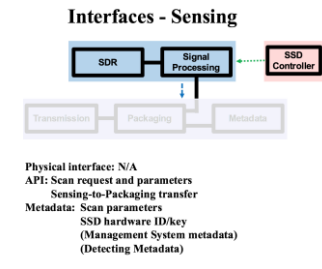 Interfaces - Sensing
SDR
Signal
Processing
SSD
Controller
Transmission
Packaging
Metadata
Physical interface: N/A
API: Scan request and parameters
Sensing-to-Packaging transfer
Metadata: Scan parameters
SSD hardware ID/key
(Management System metadata)
(Detecting Metadata)